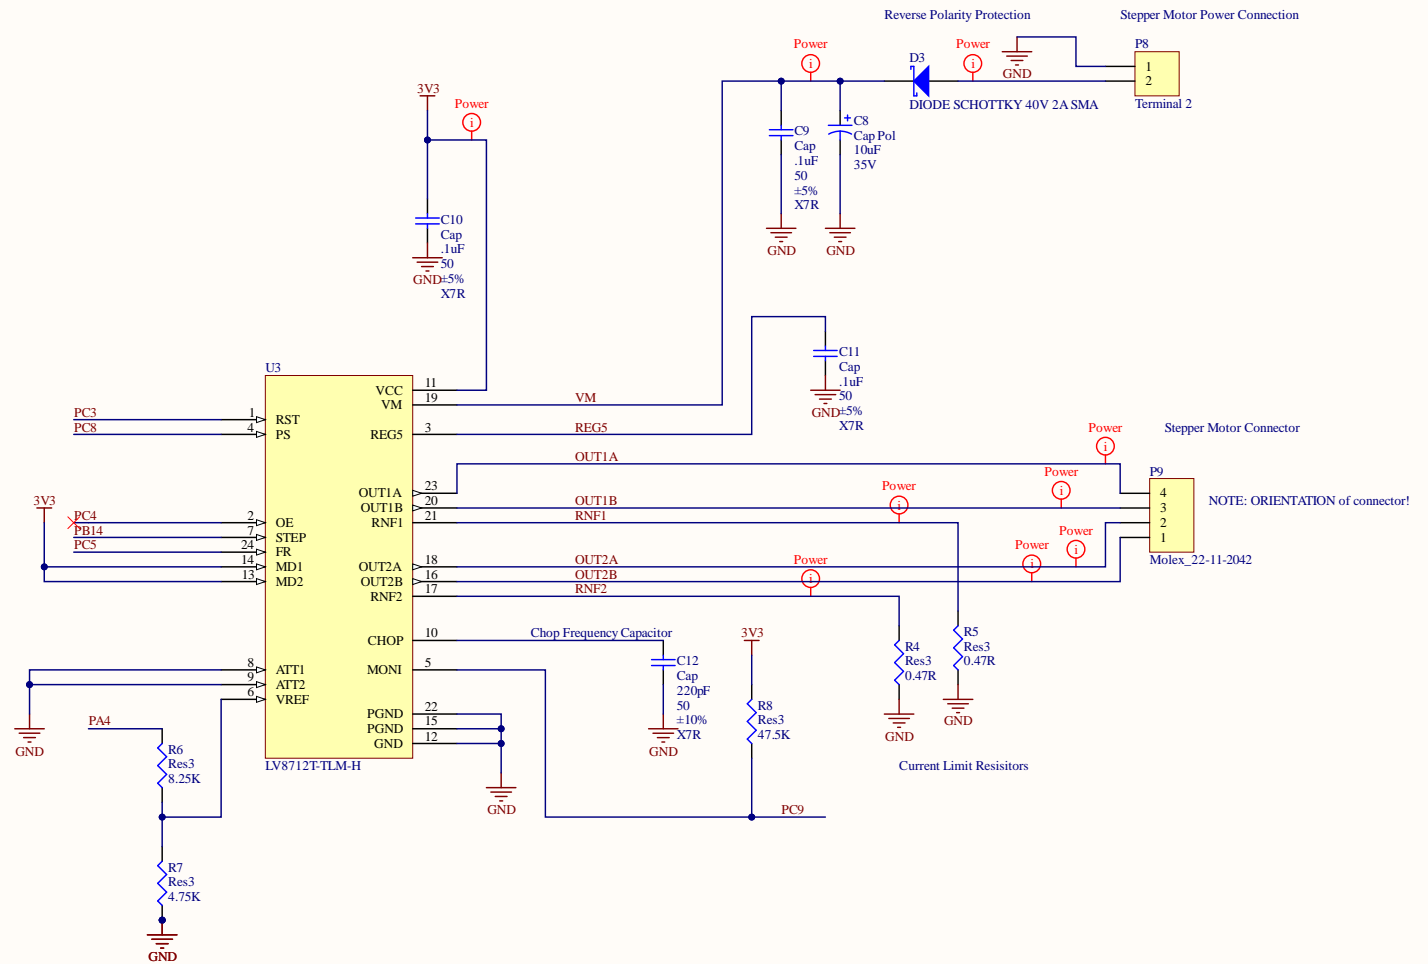 Reverse Polarity Protection
Stepper Motor Power Connection
Power
D3
Power
GND
P8
1
2
Terminal 2
DIODE SCHOTTKY 40V 2A SMA
3V3
Power
C9
Cap
.1uF
50
±5%
X7R
GND
C8
Cap Pol
10uF
35V
GND
C10
Cap
.1uF
50
±5%
X7R
GND
C11
Cap
.1uF
50
±5%
X7R
GND
U3
VCC 11
VM 19
VM
PC3 1 RST
PC8 4 PS
REG5 3
REG5
Power
Stepper Motor Connector
OUT1A
P9
OUT1A 23
4
Power
Power
OUT1B 20
OUT1B
3
NOTE: ORIENTATION of connector!
RNF1 21
RNF1
2
1
Molex_22-11-2042
3V3
PC4 2 OE
PB14 7 STEP
PC5 24 FR
14 MD1
13 MD2
OUT2A 18
OUT2A
Power
Power
OUT2B 16
OUT2B
Power
RNF2 17
RNF2
CHOP 10
Chop Frequency Capacitor
3V3
R4
Res3
0.47R
GND
R5
Res3
0.47R
GND
C12
Cap
220pF
50
±10%
X7R
GND
MONI 5
8 ATT1
9 ATT2
6 VREF
GND
PGND 22
PGND 15
GND 12
GND
R8
Res3
47.5K
LV8712T-TLM-H
Current Limit Resisitors
PA4
R6
Res3
8.25K
PC9
R7
Res3
4.75K
GND